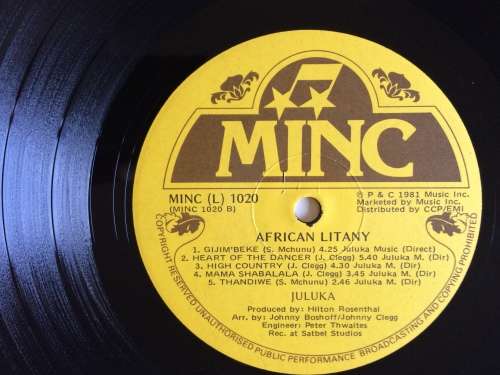 MINC
MINC (L) 1020
(MINC 1020 B)
℗ P & C 1981 Music Inc.
Marketed by Music Inc.
Distributed by CCP/EMI
AFRICAN LITANY
1. GIJIM'BEKE (S. Mchunu) 4.25 Juluka Music (Direct)
2. HEART OF THE DANCER (J. Clegg) 5.40 Juluka M. (Dir)
3. HIGH COUNTRY (J. Clegg) 4.30 Juluka M. (Dir)
4. MAMA SHABALALA (J. Clegg) 3.45 Juluka M. (Dir)
5. THANDIWE (S. Mchunu) 2.46 Juluka M. (Dir)
JULUKA
Produced by: Hilton Rosenthal
Arr. by: Johnny Boshoff/Johnny Clegg
Engineer: Peter Thwaites
Rec. at Satbel Studios
COPYRIGHT RESERVED UNAUTHORISED PUBLIC PERFORMANCE BROADCASTING AND COPYING PROHIBITED